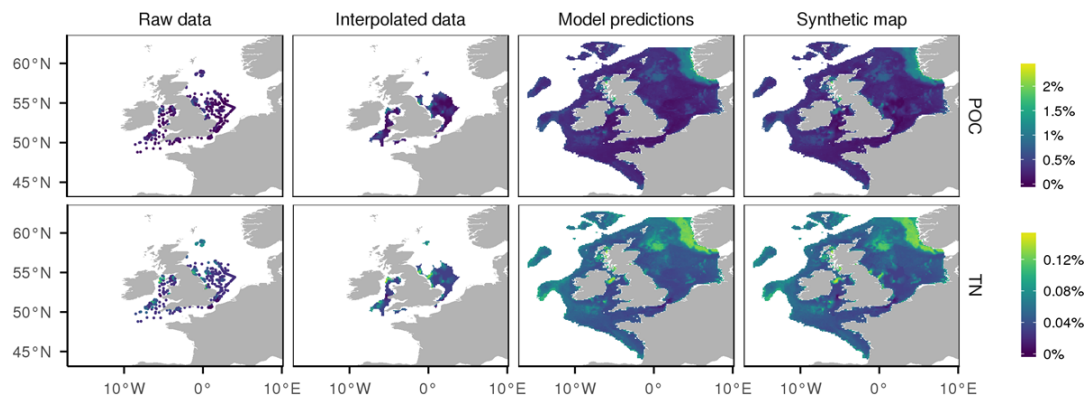 Raw data Interpolated data Model predictions Synthetic map
60°N
55°N
50°N
45°N
POC
2%
1%
1%
0.5%
0%
60°N
55°N
50°N
45°N
TN
0.12%
0.08%
0.04%
0%
10°W 0° 10°E 10°W 0° 10°E 10°W 0° 10°E 10°W 0° 10°E